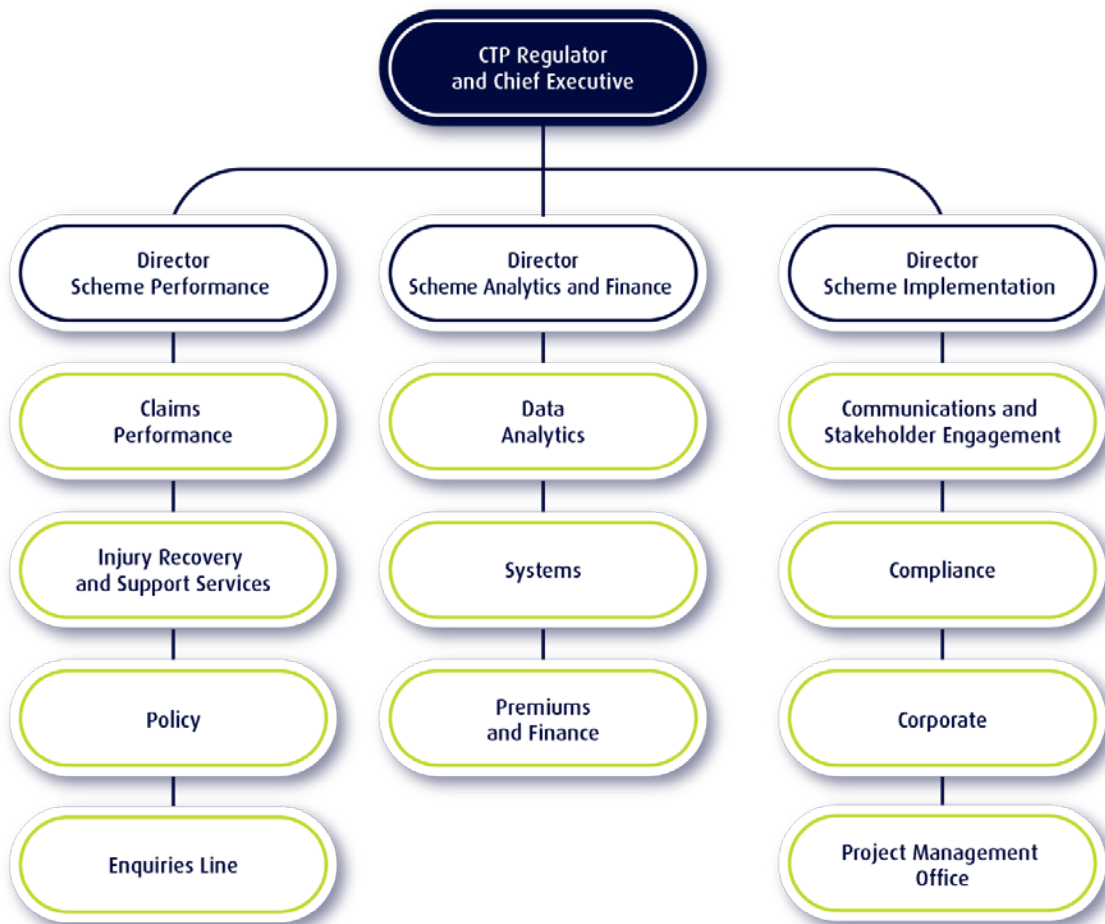 CTP Regulator
and Chief Executive
Director
Scheme Performance
Director
Scheme Analytics and Finance
Director
Scheme Implementation
Claims
Performance
Data
Analytics
Communications and
Stakeholder Engagement
Injury Recovery
and Support Services
Systems
Compliance
Policy
Premiums
and Finance
Corporate
Enquiries Line
Project Management
Office